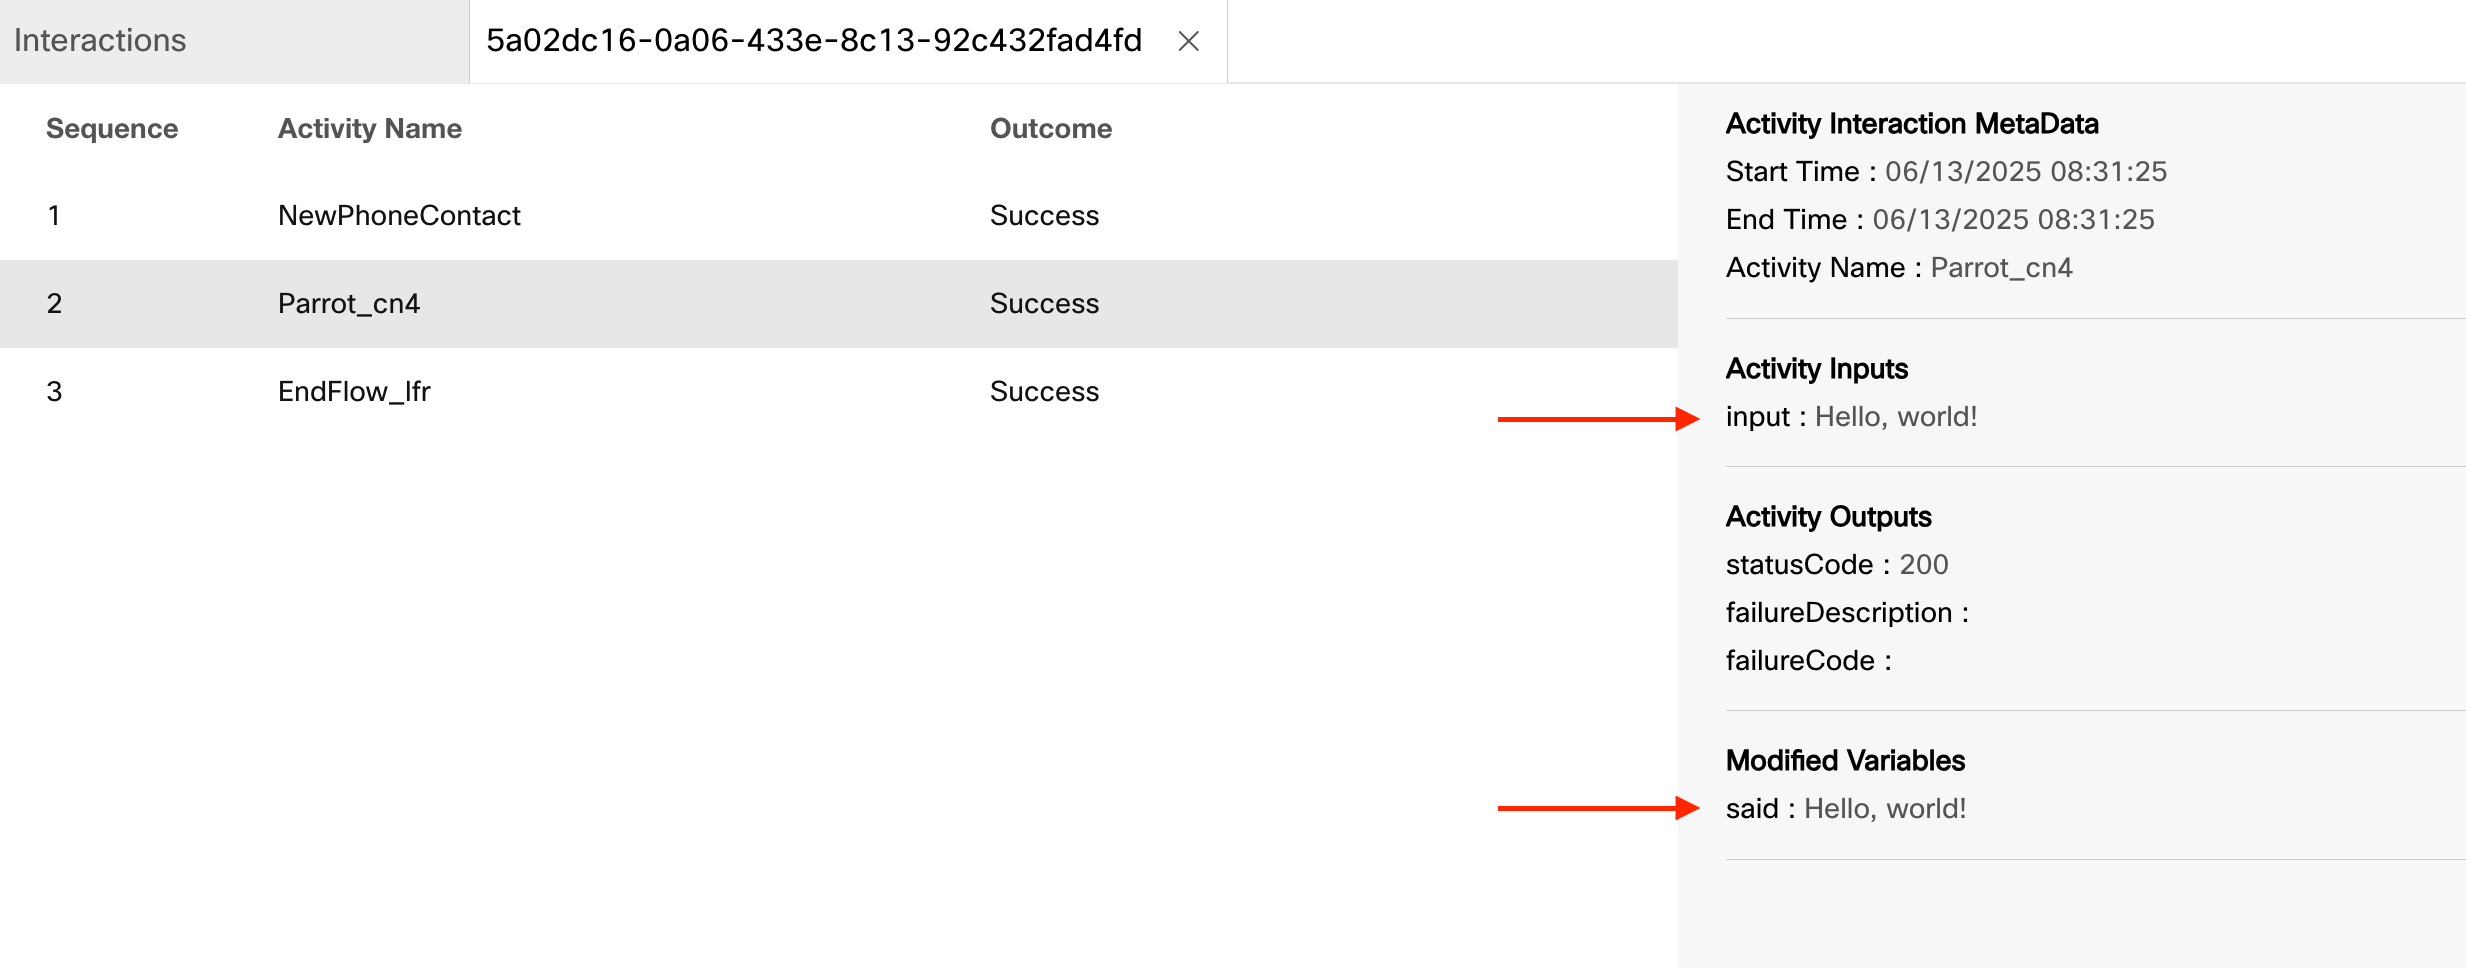 Interactions
5a02dc16-0a06-433e-8c13-92c432fad4fd
Sequence Activity Name Outcome
1 NewPhoneContact Success
2 Parrot_cn4 Success
3 EndFlow_lfr Success
Activity Interaction MetaData
Start Time : 06/13/2025 08:31:25
End Time : 06/13/2025 08:31:25
Activity Name : Parrot_cn4
Activity Inputs
input : Hello, world!
Activity Outputs
statusCode : 200
failureDescription :
failureCode :
Modified Variables
said : Hello, world!